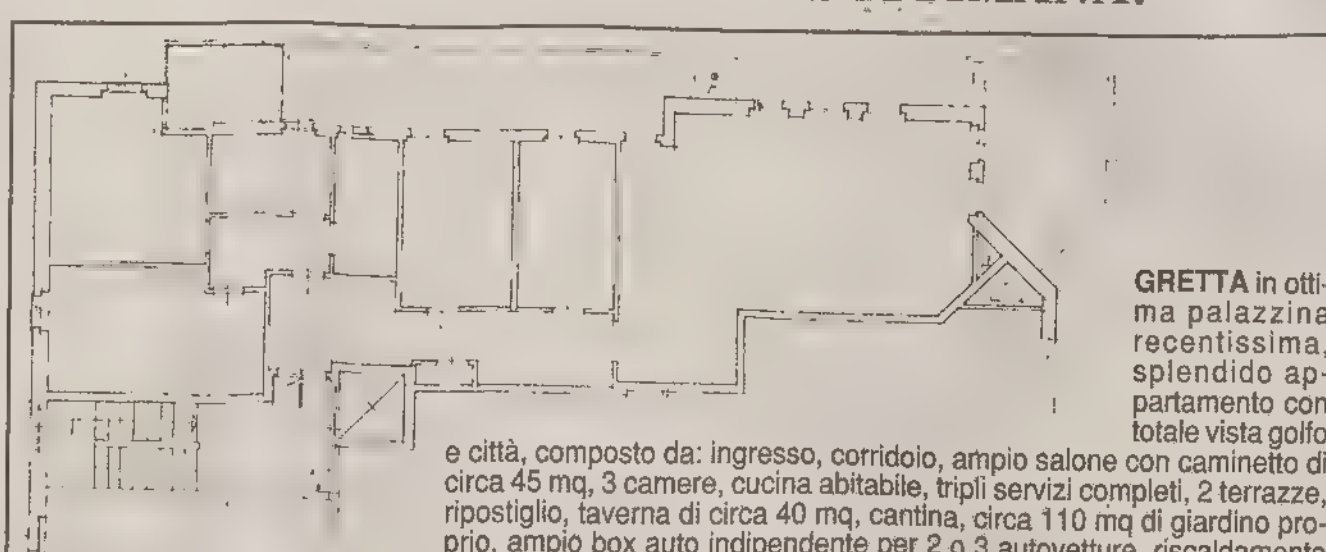 GRETTA in otti-
ma palazzina
recentissima,
splendido ap-
partamento con
totale vista golfo
e città, composto da: ingresso, corridoio, ampio salone con caminetto di
circa 45 mq, 3 camere, cucina abitabile, tripli servizi completi, 2 terrazze,
ripostiglio, taverna di circa 40 mq, cantina, circa 110 mq di giardino pro-
prio, ampio box auto indipendente per 2 o 3 autovetture, riscaldamento